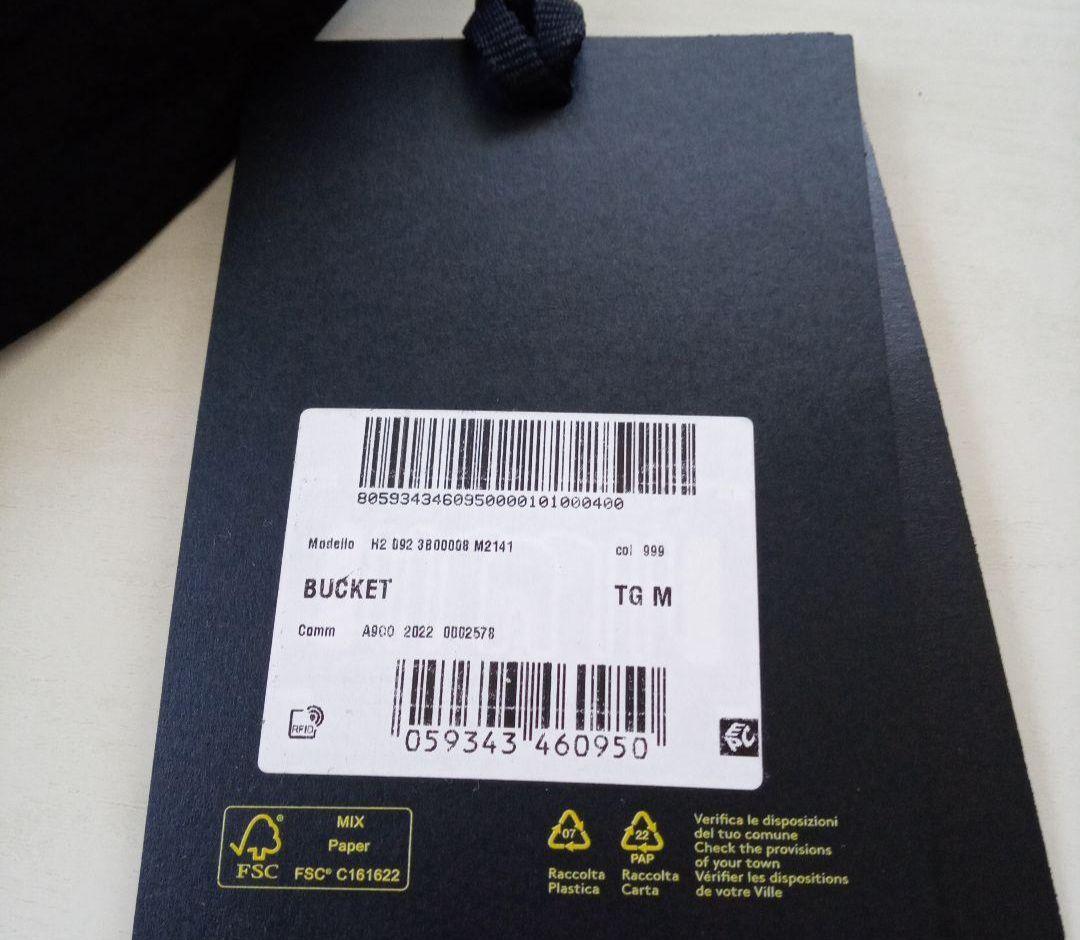 8059343460950000101000400
Modello H2 092 3B00008 M2141 col 999
BUCKET TG M
Comm A900 2022 0002578
RFID
059343 460950
EPC
MIX
Paper
FSC® C161622
FSC ®
07
Raccolta
Plastica
22
PAP
Raccolta
Carta
Verifica le disposizioni
del tuo comune
Check the provisions
of your town
Vérifier les dispositions
de votre Ville